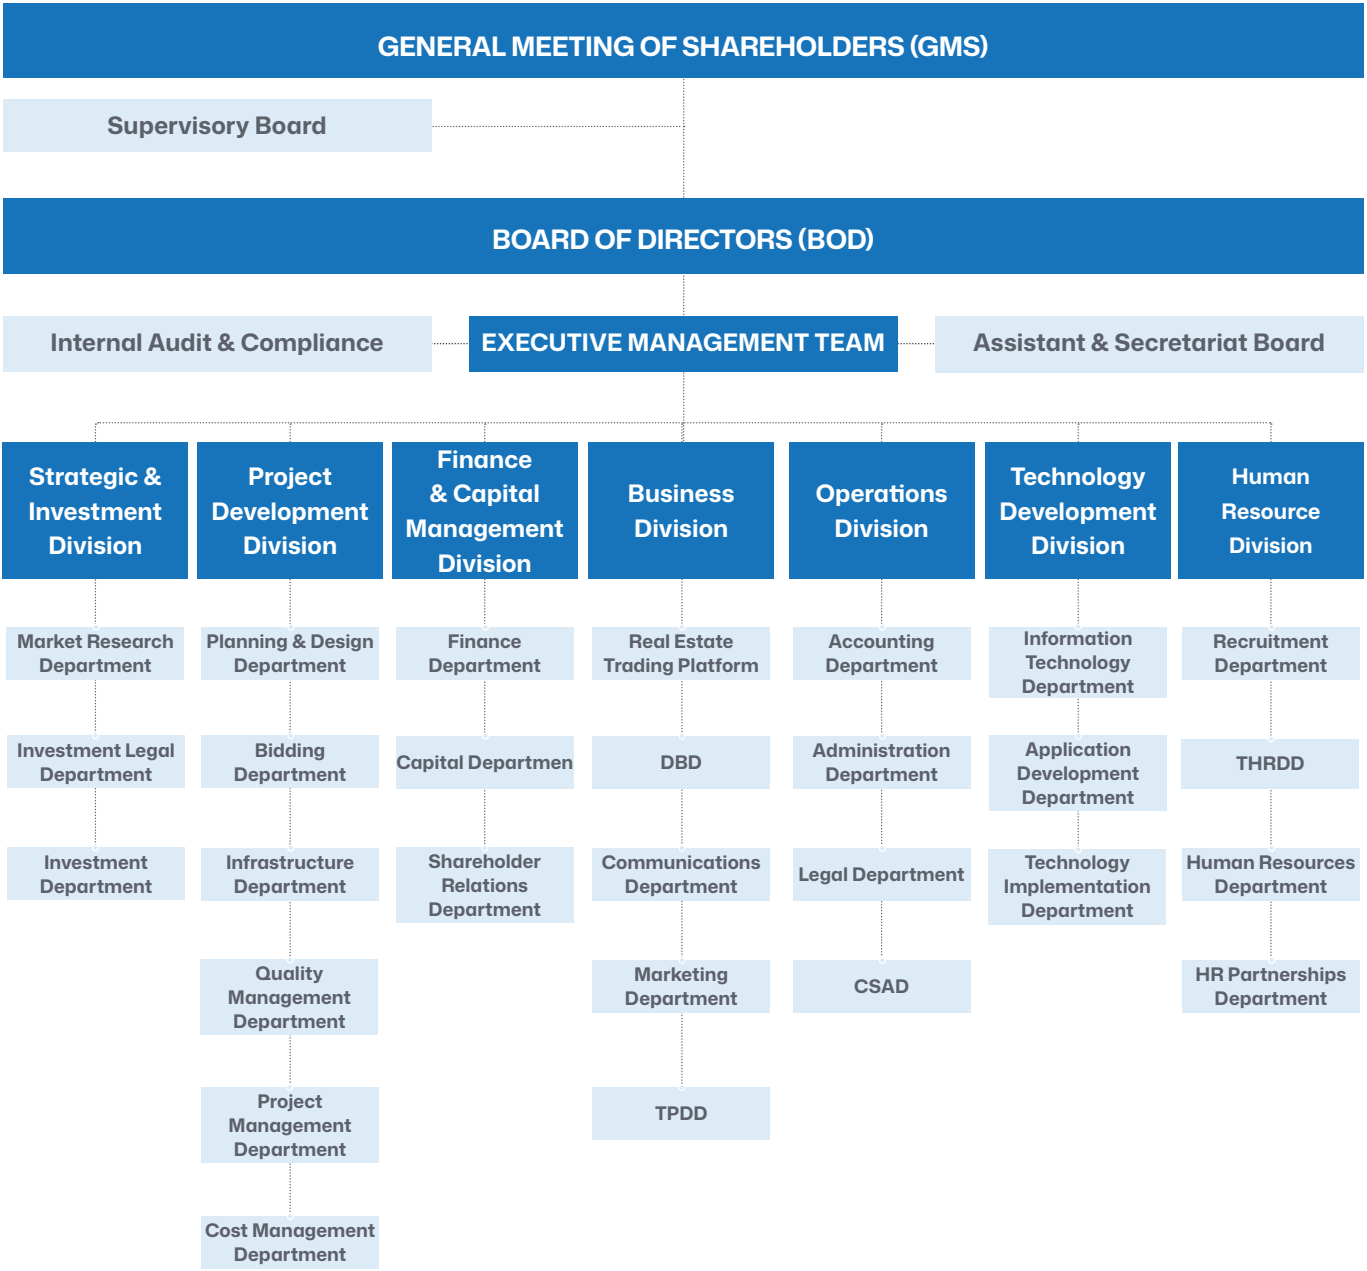 GENERAL MEETING OF SHAREHOLDERS (GMS)
Supervisory Board
BOARD OF DIRECTORS (BOD)
Internal Audit & Compliance
EXECUTIVE MANAGEMENT TEAM
Assistant & Secretariat Board
Strategic &
Investment
Division
Project
Development
Division
Finance
& Capital
Management
Division
Business
Division
Operations
Division
Technology
Development
Division
Human
Resource
Division
Market Research
Department
Investment Legal
Department
Investment
Department
Planning & Design
Department
Bidding
Department
Infrastructure
Department
Quality
Management
Department
Project
Management
Department
Cost Management
Department
Finance
Department
Capital Departmen
Shareholder
Relations
Department
Real Estate
Trading Platform
DBD
Communications
Department
Marketing
Department
TPDD
Accounting
Department
Administration
Department
Legal Department
CSAD
Information
Technology
Department
Application
Development
Department
Technology
Implementation
Department
Recruitment
Department
THRDD
Human Resources
Department
HR Partnerships
Department